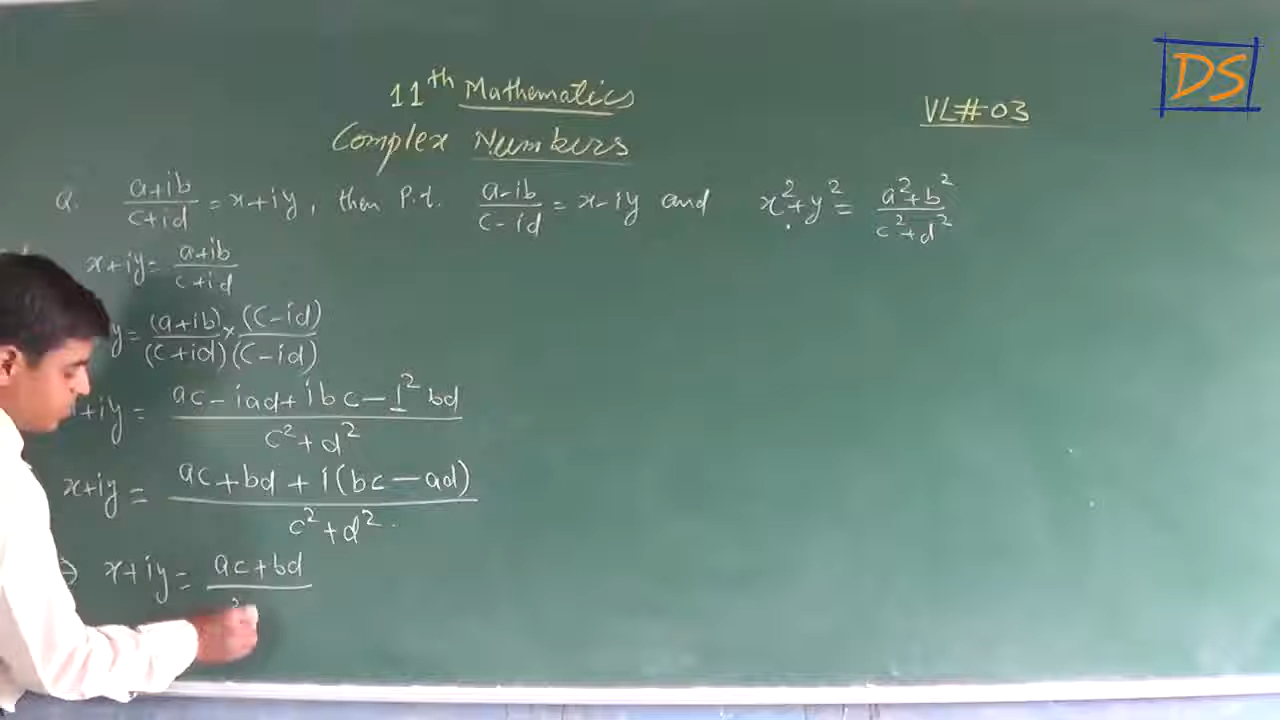 DS
11th Mathematics
VL#03
Complex Numbers
Q. (a+ib)/(c+id) = x+iy, then P.t. (a-ib)/(c-id) = x-iy and x²+y² = (a²+b²)/(c²+d²)
x+iy = (a+ib)/(c+id)
y = (a+ib)/(c+id) × (c-id)/(c-id)
+iy = (ac-iad+ibc-i²bd)/(c²+d²)
x+iy = (ac+bd+i(bc-ad))/(c²+d²)
⇒ x+iy = (ac+bd)/